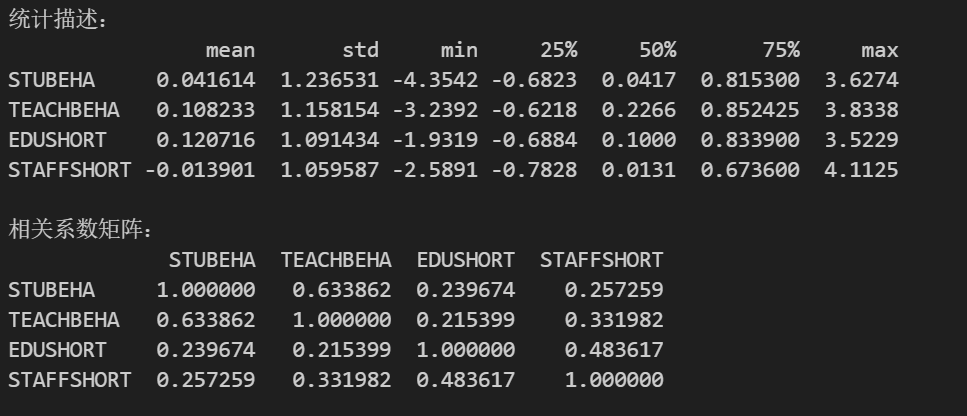 统计描述：
mean std min 25% 50% 75% max
STUBEHA 0.041614 1.236531 -4.3542 -0.6823 0.0417 0.815300 3.6274
TEACHBEHA 0.108233 1.158154 -3.2392 -0.6218 0.2266 0.852425 3.8338
EDUSHORT 0.120716 1.091434 -1.9319 -0.6884 0.1000 0.833900 3.5229
STAFFSHORT -0.013901 1.059587 -2.5891 -0.7828 0.0131 0.673600 4.1125
相关系数矩阵：
STUBEHA TEACHBEHA EDUSHORT STAFFSHORT
STUBEHA 1.000000 0.633862 0.239674 0.257259
TEACHBEHA 0.633862 1.000000 0.215399 0.331982
EDUSHORT 0.239674 0.215399 1.000000 0.483617
STAFFSHORT 0.257259 0.331982 0.483617 1.000000